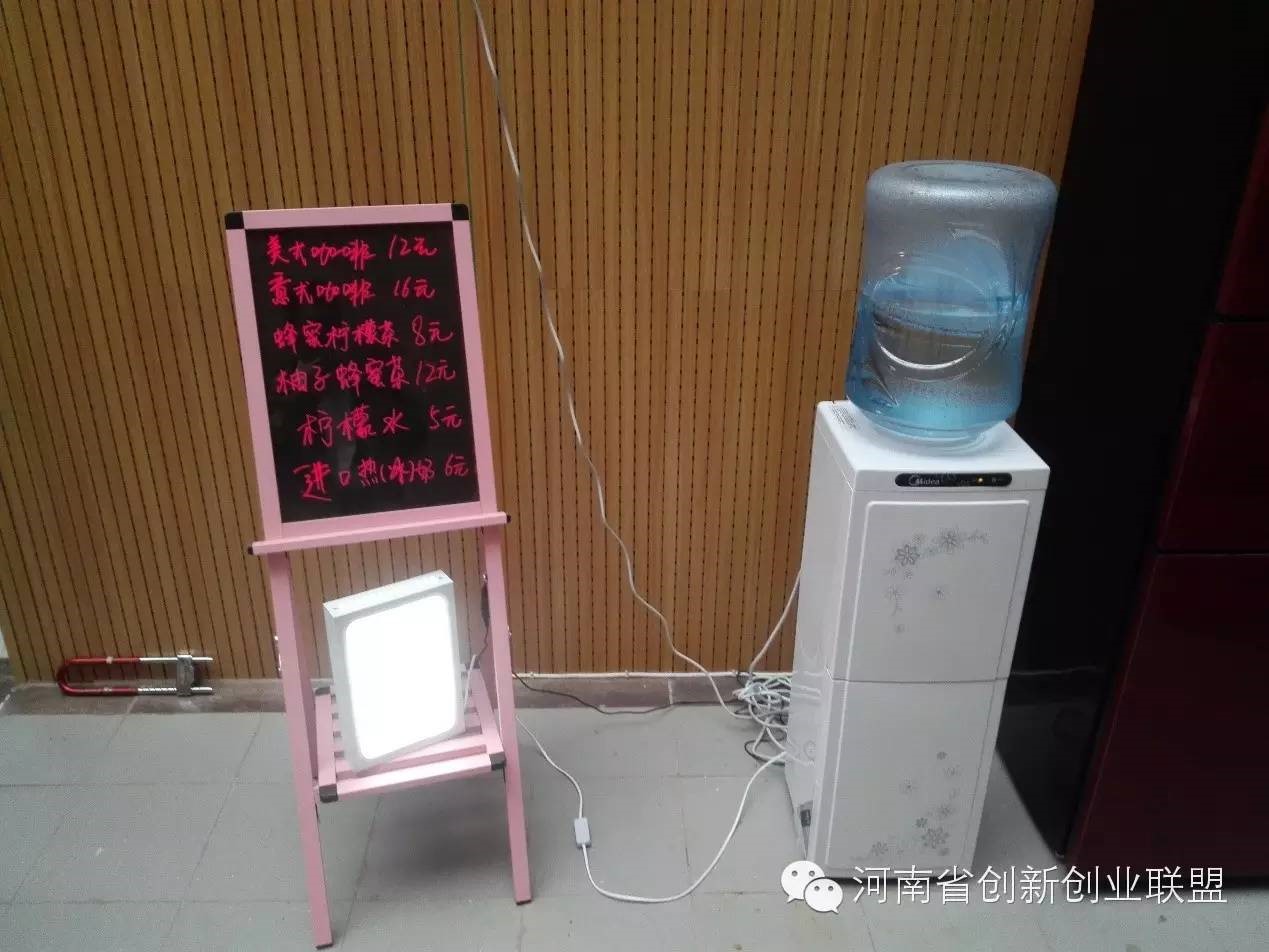 美式咖啡 12元
意式咖啡 16元
蜂蜜柠檬茶 8元
柚子蜂蜜茶 12元
柠檬水 5元
进口热(冰)奶 6元
Midea
河南省创新创业联盟